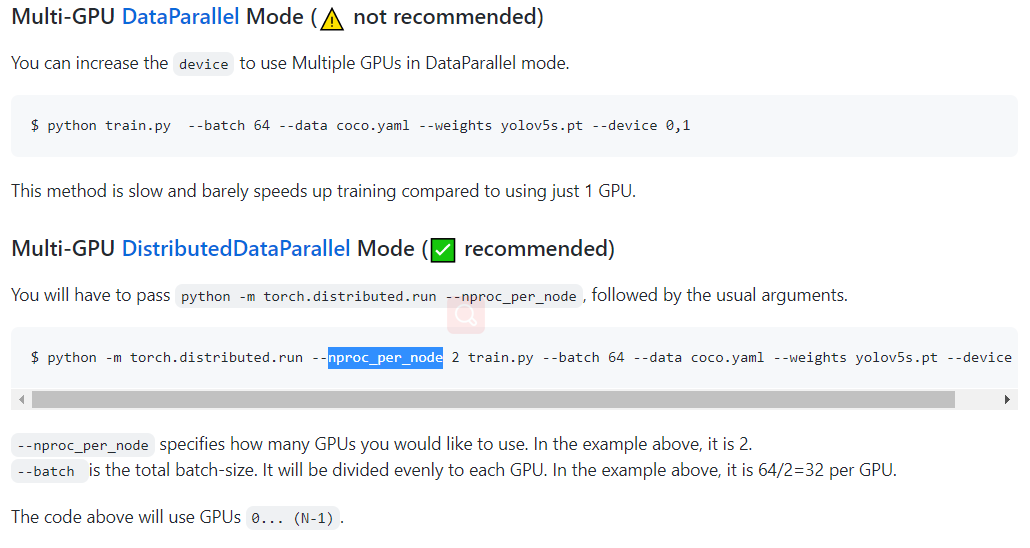 Multi-GPU DataParallel Mode (⚠ not recommended)
You can increase the device to use Multiple GPUs in DataParallel mode.
$ python train.py  --batch 64 --data coco.yaml --weights yolov5s.pt --device 0,1
This method is slow and barely speeds up training compared to using just 1 GPU.
Multi-GPU DistributedDataParallel Mode (✅ recommended)
You will have to pass python -m torch.distributed.run --nproc_per_node, followed by the usual arguments.
$ python -m torch.distributed.run --nproc_per_node 2 train.py --batch 64 --data coco.yaml --weights yolov5s.pt --device
--nproc_per_node specifies how many GPUs you would like to use. In the example above, it is 2.
--batch is the total batch-size. It will be divided evenly to each GPU. In the example above, it is 64/2=32 per GPU.
The code above will use GPUs 0... (N-1).